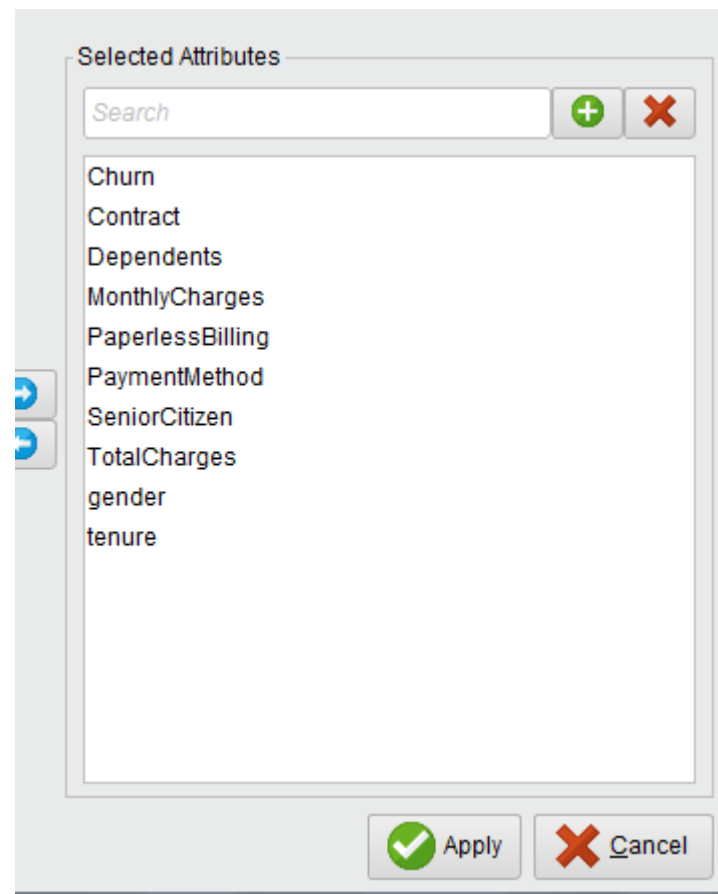 Selected Attributes
Search
Churn
Contract
Dependents
MonthlyCharges
PaperlessBilling
PaymentMethod
SeniorCitizen
TotalCharges
gender
tenure
Apply
Cancel